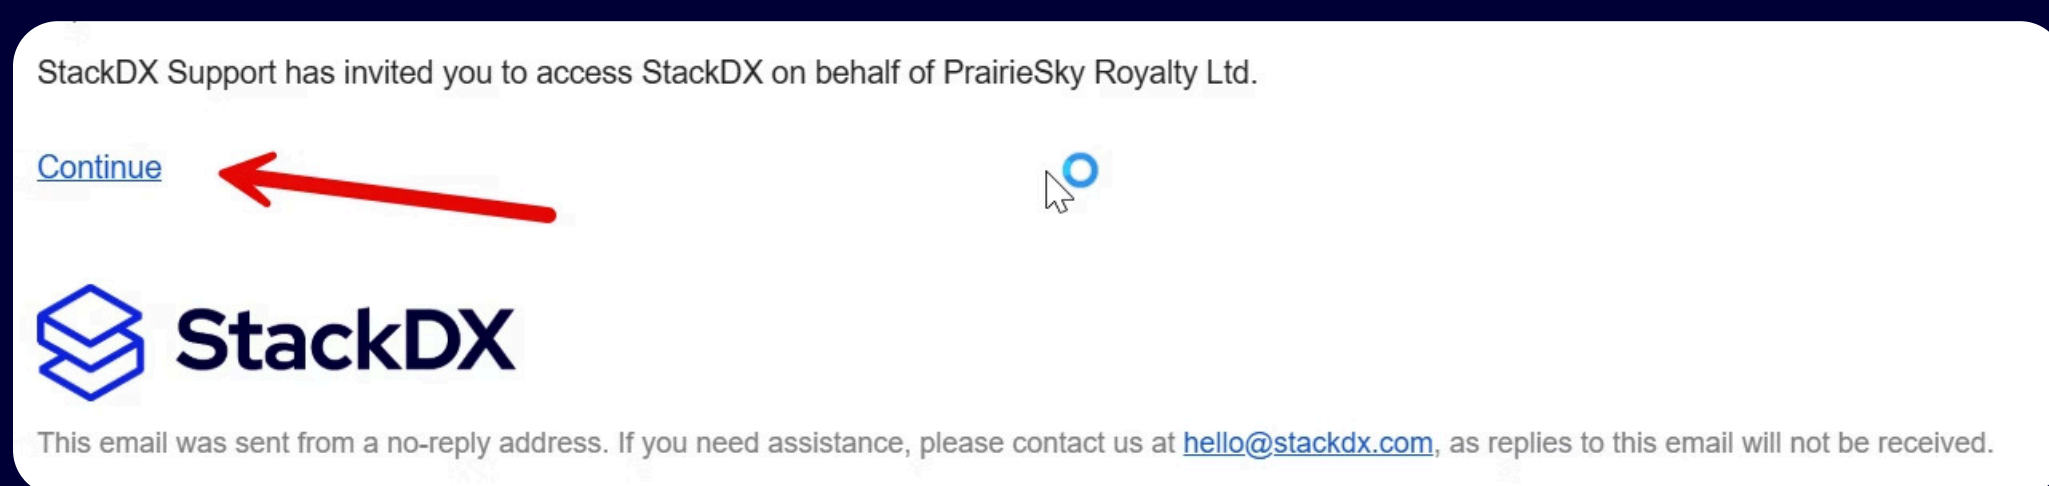 StackDX Support has invited you to access StackDX on behalf of PrairieSky Royalty Ltd.
Continue
StackDX
This email was sent from a no-reply address. If you need assistance, please contact us at hello@stackdx.com, as replies to this email will not be received.